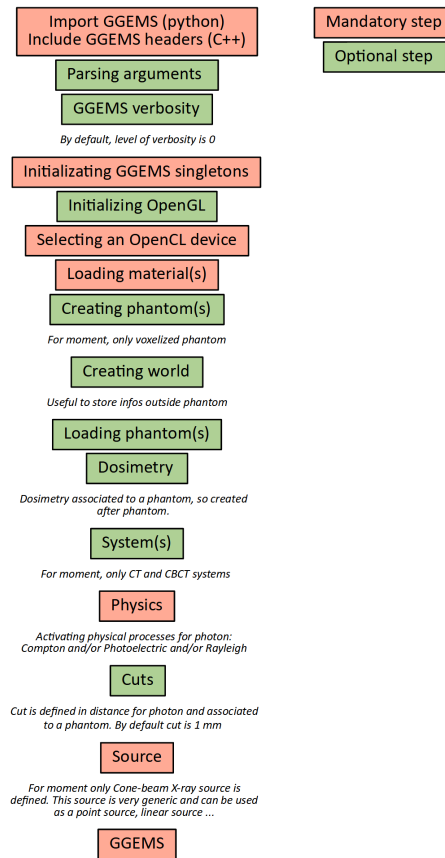 Import GGEMS (python)
Include GGEMS headers (C++)
Mandatory step
Optional step
Parsing arguments
GGEMS verbosity
By default, level of verbosity is 0
Initializating GGEMS singletons
Initializing OpenGL
Selecting an OpenCL device
Loading material(s)
Creating phantom(s)
For moment, only voxelized phantom
Creating world
Useful to store infos outside phantom
Loading phantom(s)
Dosimetry
Dosimetry associated to a phantom, so created
after phantom.
System(s)
For moment, only CT and CBCT systems
Physics
Activating physical processes for photon:
Compton and/or Photoelectric and/or Rayleigh
Cuts
Cut is defined in distance for photon and associated
to a phantom. By default cut is 1 mm
Source
For moment only Cone-beam X-ray source is
defined. This source is very generic and can be used
as a point source, linear source ...
GGEMS